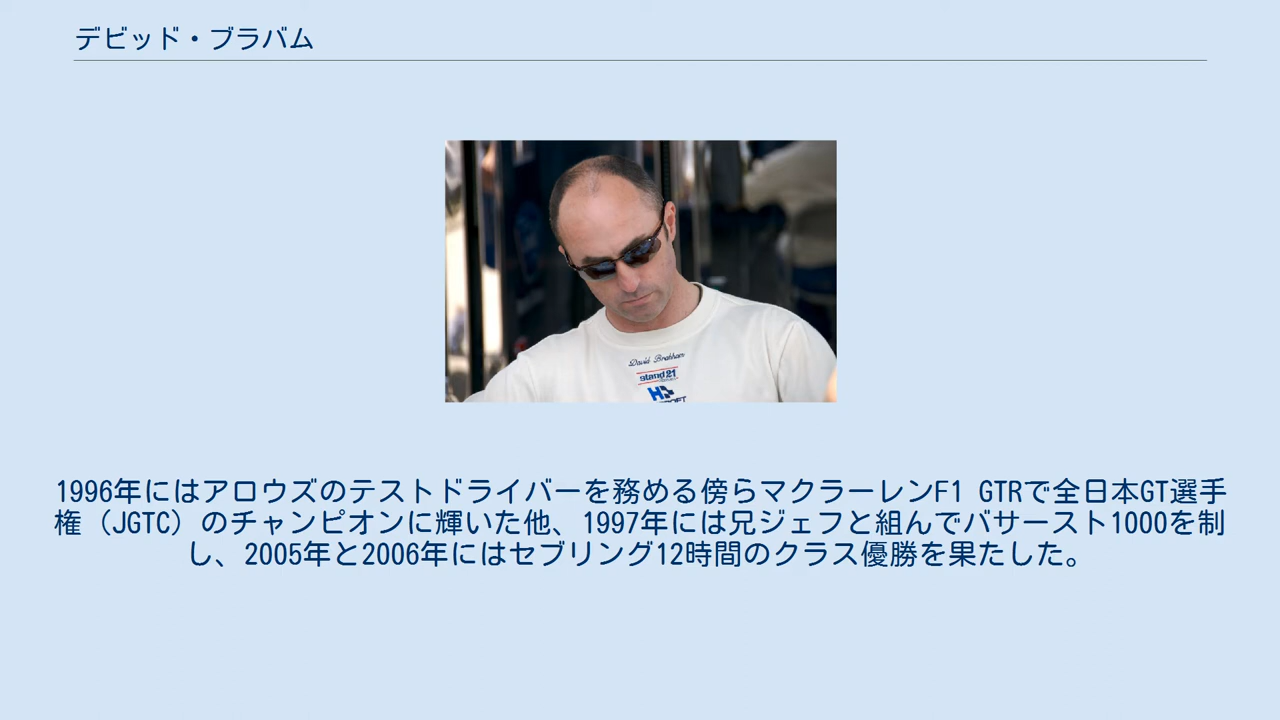 デビッド・ブラバム
David Brabham
stand21
H
1996年にはアロウズのテストドライバーを務める傍らマクラーレンF1 GTRで全日本GT選手
権（JGTC）のチャンピオンに輝いた他、1997年には兄ジェフと組んでバサースト1000を制
し、2005年と2006年にはセブリング12時間のクラス優勝を果たした。